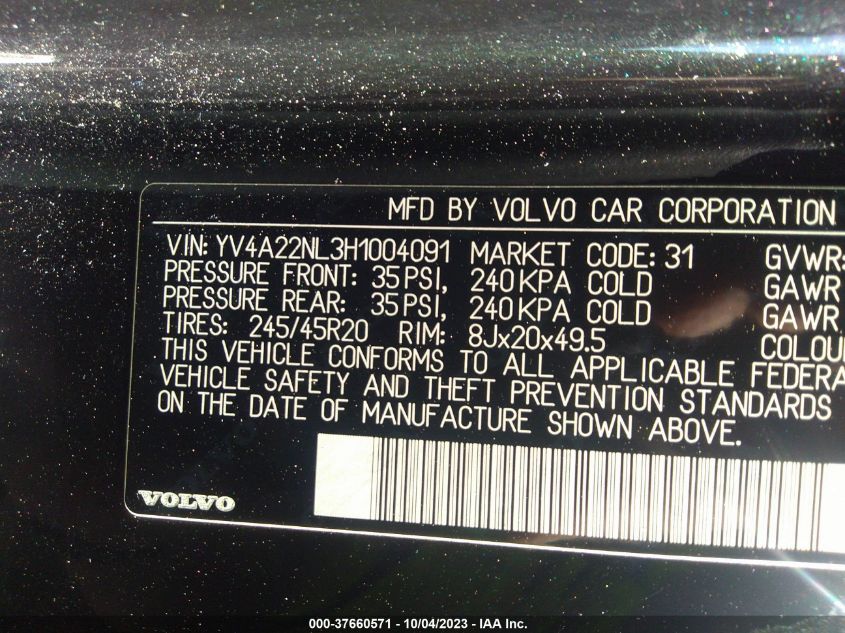 MFD BY VOLVO CAR CORPORATION
VIN: YV4A22NL3H1004091 MARKET CODE: 31 GVWR:
PRESSURE FRONT: 35 PSI, 240 KPA COLD GAWR
PRESSURE REAR: 35 PSI, 240 KPA COLD GAWR
TIRES: 245/45R20 RIM: 8Jx20x49.5 COLOU
THIS VEHICLE CONFORMS TO ALL APPLICABLE FEDERA
VEHICLE SAFETY AND THEFT PREVENTION STANDARDS
ON THE DATE OF MANUFACTURE SHOWN ABOVE.
VOLVO
000-37660571 - 10/04/2023 - IAA Inc.